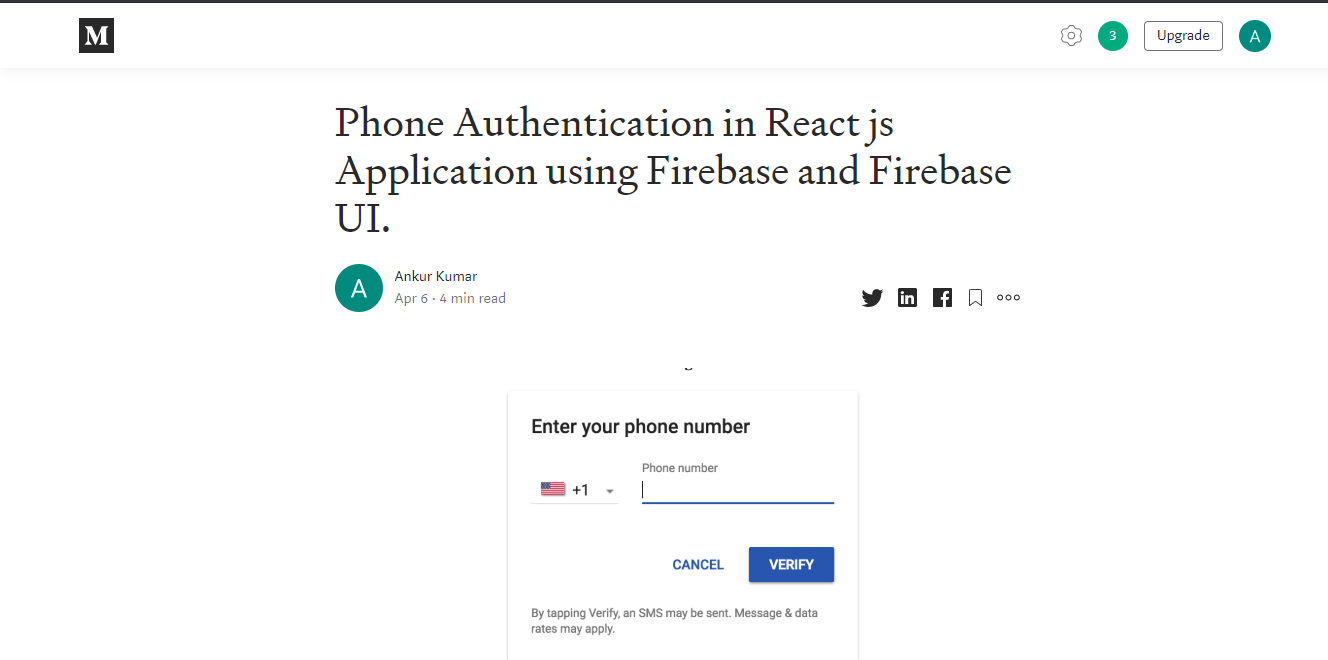 M
3
Upgrade
A
Phone Authentication in React js
Application using Firebase and Firebase
UI.
A
Ankur Kumar
Apr 6 · 4 min read
Enter your phone number
Phone number
+1
CANCEL
VERIFY
By tapping Verify, an SMS may be sent. Message & data
rates may apply.